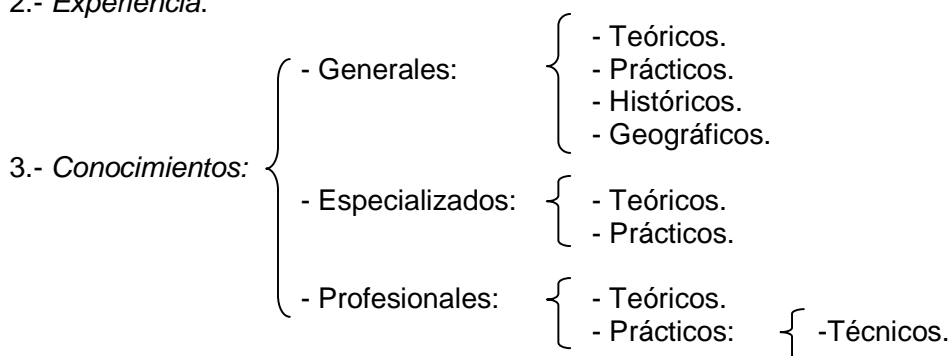 2.- Experiencia.
- Teóricos.
- Generales:
- Prácticos.
- Históricos.
- Geográficos.
3.- Conocimientos:
- Especializados:
- Teóricos.
- Prácticos.
- Profesionales:
- Teóricos.
- Prácticos:
-Técnicos.